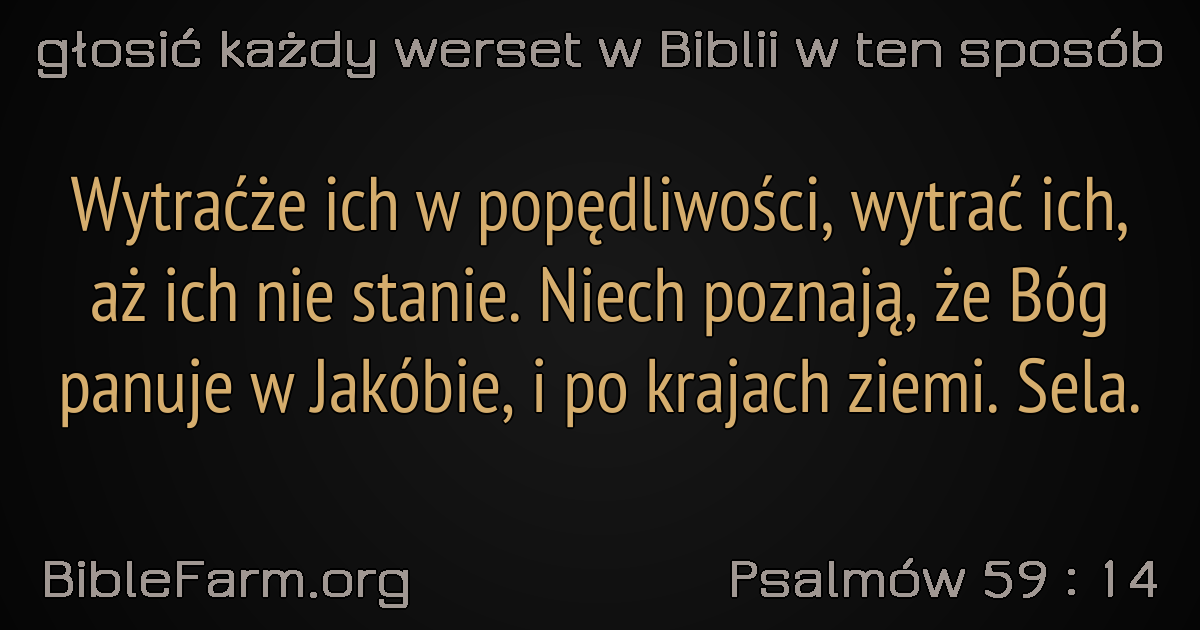 głosić każdy werset w Biblii w ten sposób
Wytraćże ich w popędliwości, wytrać ich,
aż ich nie stanie. Niech poznają, że Bóg
panuje w Jakóbie, i po krajach ziemi. Sela.
BibleFarm.org
Psalmów 59 : 14